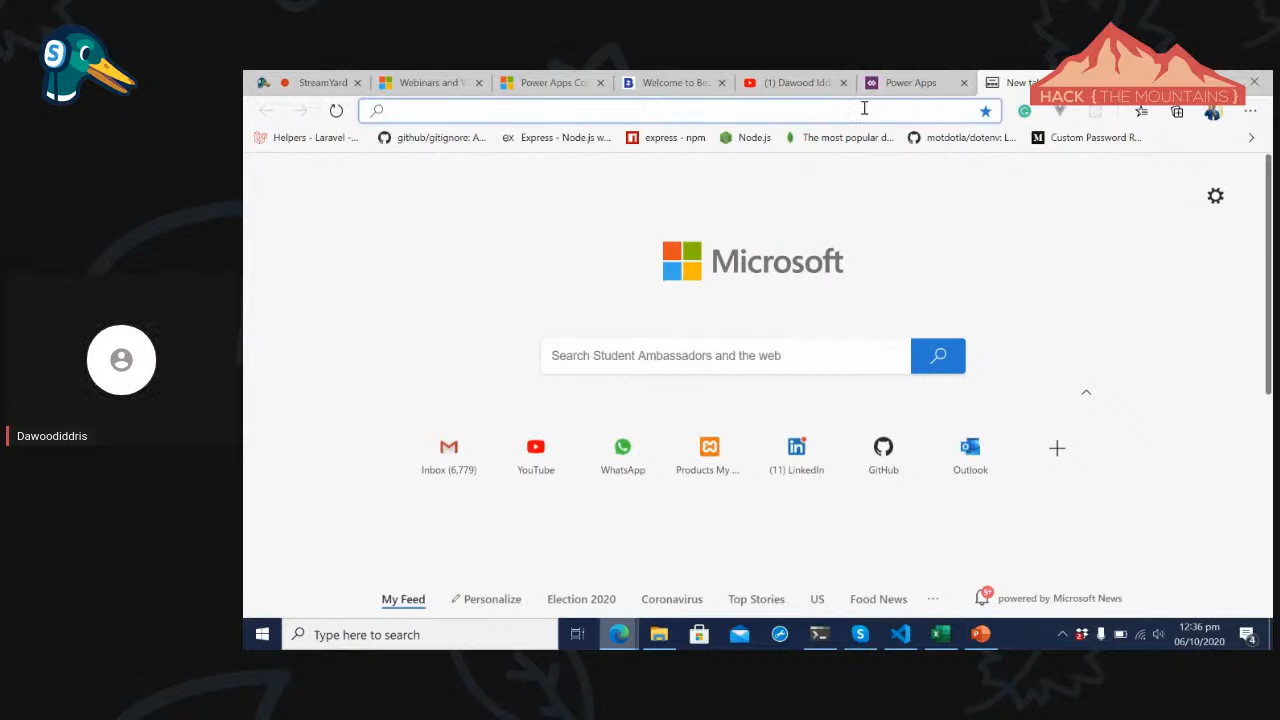 S
HACK {THE MOUNTAINS}
StreamYard
Webinars and V
Power Apps Co
B
Welcome to Be
(1) Dawood Idd
Power Apps
New ta
Helpers - Laravel -...
github/gitignore: A...
ex
Express - Node.js w...
express - npm
Node.js
The most popular d...
motdotla/dotenv: L...
Custom Password R...
Microsoft
Search Student Ambassadors and the web
Inbox (6,779)
YouTube
WhatsApp
Products My ...
(11) LinkedIn
GitHub
Outlook
Dawoodiddris
My Feed
Personalize
Election 2020
Coronavirus
Top Stories
US
Food News
...
powered by Microsoft News
Type here to search
12:36 pm
06/10/2020
4